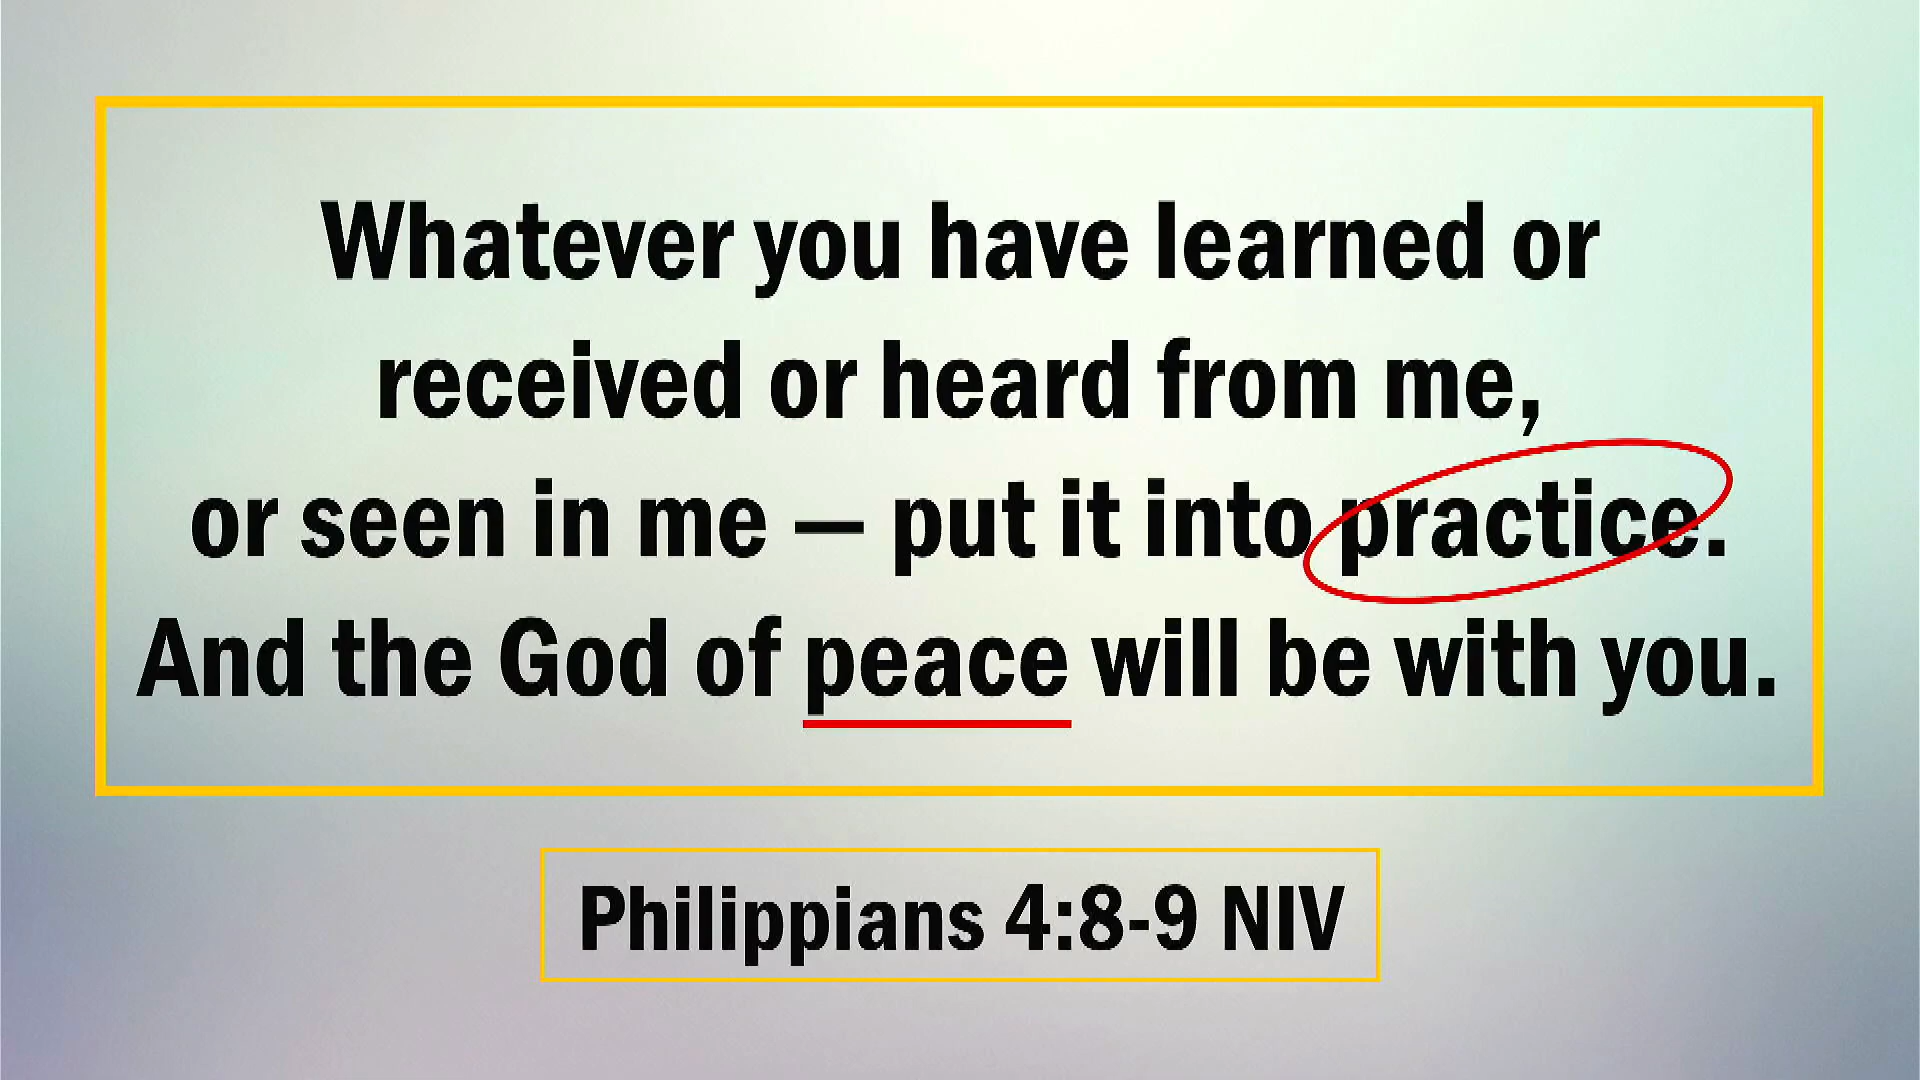 Whatever you have learned or
received or heard from me,
or seen in me — put it into practice.
And the God of peace will be with you.
Philippians 4:8-9 NIV